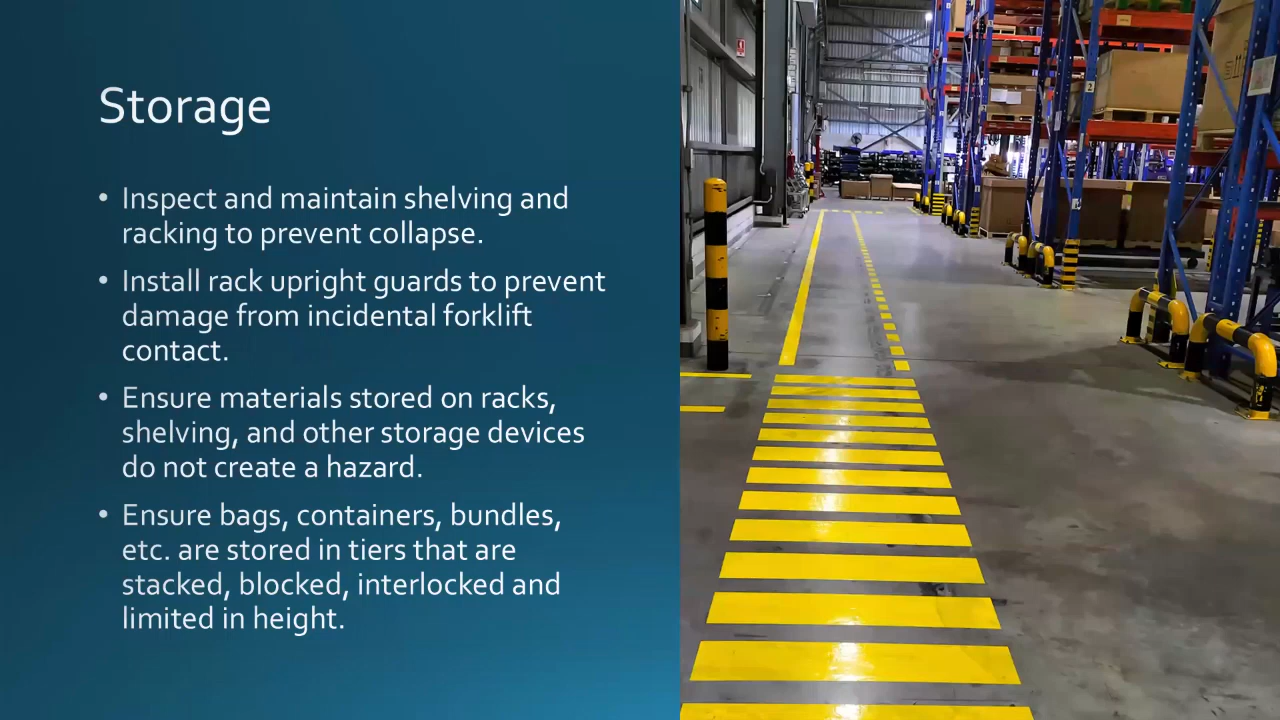 Storage
• Inspect and maintain shelving and
racking to prevent collapse.
• Install rack upright guards to prevent
damage from incidental forklift
contact.
• Ensure materials stored on racks,
shelving, and other storage devices
do not create a hazard.
• Ensure bags, containers, bundles,
etc. are stored in tiers that are
stacked, blocked, interlocked and
limited in height.
2